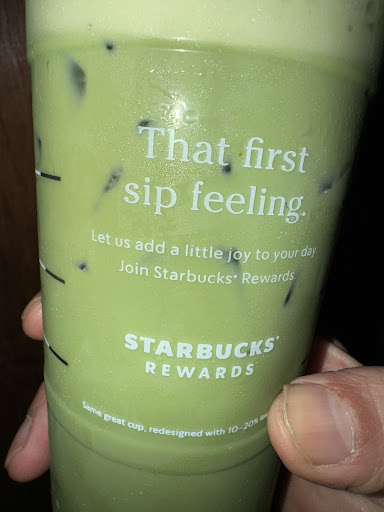 That first
sip feeling.
Let us add a little joy to your day.
Join Starbucks® Rewards.
STARBUCKS®
REWARDS
Same great cup, redesigned with 10–20%